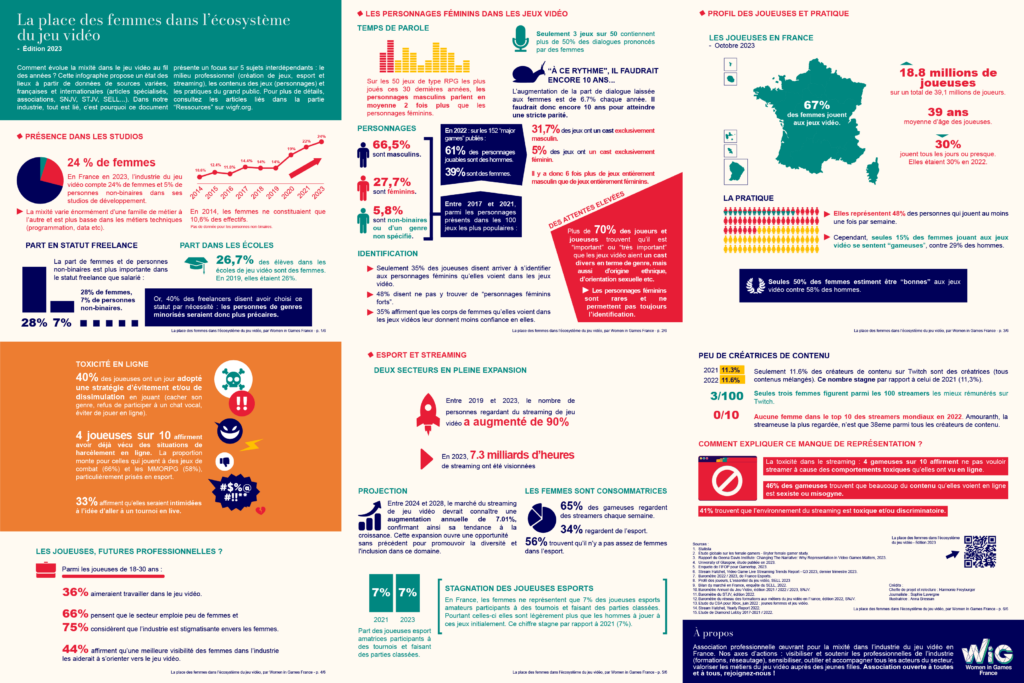 La place des femmes dans l'écosystème
du jeu vidéo
- Édition 2023
Comment évolue la mixité dans le jeu vidéo au fil
des années ? Cette infographie propose un état des
lieux à partir de données de sources variées,
françaises et internationales (articles spécialisés,
associations, SNJV, STJV, SELL...). Dans notre
industrie, tout est lié, c'est pourquoi ce document
présente un focus sur 5 sujets interdépendants : le
milieu professionnel (création de jeux, esport et
streaming), les contenus des jeux (personnages) et
les pratiques du grand public. Pour plus de détails,
consultez les articles liés dans la partie
"Ressources" sur wigfr.org.
PRÉSENCE DANS LES STUDIOS
24 % de femmes
En France en 2023, l'industrie du jeu
vidéo compte 24% de femmes et 5% de
personnes non-binaires dans ses
studios de développement.
La mixité varie énormément d'une famille de métier à
l'autre et est plus basse dans les métiers techniques
(programmation, data etc).
2014 2015 2016 2017 2018 2019 2020 2021 2022 2023
En 2014, les femmes ne constituaient que
10,6% des effectifs.
Pas de donnée pour les personnes non binaires.
PART EN STATUT FREELANCE
La part de femmes et de personnes
non-binaires est plus importante dans
le statut freelance que salarié :
28% de femmes,
7% de personnes
non-binaires.
28% 7%
PART DANS LES ÉCOLES
26,7% des élèves dans les
écoles de jeu vidéo sont des femmes.
En 2019, elles étaient 26%.
Or, 40% des freelancers disent avoir choisi ce
statut par nécessité : les personnes de genres
minorisés seraient donc plus précaires.
La place des femmes dans l'écosystème du jeu vidéo, par Women in Games France - p. 1/6
LES PERSONNAGES FÉMININS DANS LES JEUX VIDÉO
TEMPS DE PAROLE
Sur les 50 jeux de type RPG les plus
joués ces 30 dernières années, les
personnages masculins parlent en
moyenne 2 fois plus que les
personnages féminins.
Seulement 3 jeux sur 50 contiennent
plus de 50% des dialogues prononcés
par des femmes
"À CE RYTHME", IL FAUDRAIT
ENCORE 10 ANS...
L'augmentation de la part de dialogue laissée
aux femmes est de 6.7% chaque année. Il
faudrait donc encore 10 ans pour atteindre
une stricte parité.
PERSONNAGES
66,5%
sont masculins.
27,7%
sont féminins.
5,8%
sont non-binaires
ou d'un genre
non spécifié.
En 2022 : sur les 152 "major
games" publiés :
61% des personnages
jouables sont des hommes.
39% sont des femmes.
Entre 2017 et 2021,
parmi les personnages
présents dans les 100
jeux les plus populaires :
31,7% des jeux ont un cast exclusivement
masculin.
5% des jeux ont un cast exclusivement
féminin.
Il y a donc 6 fois plus de jeux entièrement
masculin que de jeux entièrement féminins.
DES ATTENTES ÉLEVÉES
Plus de 70% des joueurs et
joueuses trouvent qu'il est
"important" ou "très important"
que les jeux vidéo aient un cast
divers en terme de genre, mais
aussi d'origine ethnique,
d'orientation sexuelle etc.
Les personnages féminins
sont rares et ne
permettent pas toujours
l'identification.
IDENTIFICATION
Seulement 35% des joueuses disent arriver à s'identifier
aux personnages féminins qu'elles voient dans les jeux
vidéo.
48% disent ne pas y trouver de "personnages féminins
forts".
35% affirment que les corps de femmes qu'elles voient dans
les jeux vidéo leur donnent moins confiance en elles.
La place des femmes dans l'écosystème du jeu vidéo, par Women in Games France - p. 2/6
PROFIL DES JOUEUSES ET PRATIQUE
LES JOUEUSES EN FRANCE
- Octobre 2023
67%
des femmes jouent
aux jeux vidéo.
18.8 millions de
joueuses
sur un total de 39,1 millions de joueurs.
39 ans
moyenne d'âge des joueuses.
30%
jouent tous les jours ou presque.
Elles étaient 30% en 2022.
LA PRATIQUE
Elles représentent 48% des personnes qui jouent au moins
une fois par semaine.
Cependant, seules 15% des femmes jouant aux jeux
vidéo se sentent "gameuses", contre 29% des hommes.
Seules 50% des femmes estiment être "bonnes" aux jeux
vidéo contre 58% des hommes.
La place des femmes dans l'écosystème du jeu vidéo, par Women in Games France - p. 3/6
TOXICITÉ EN LIGNE
40% des joueuses ont un jour adopté
une stratégie d'évitement et/ou de
dissimulation en jouant (cacher son
genre, refus de participer à un chat vocal,
éviter de jouer en ligne).
4 joueuses sur 10 affirment
avoir déjà vécu des situations de
harcèlement en ligne. La proportion
monte pour celles qui jouent à des jeux de
combat (66%) et les MMORPG (58%),
particulièrement prisés en esport.
33% affirment qu'elles seraient intimidées
à l'idée d'aller à un tournoi en live.
!!
#$%@
#!!**
LES JOUEUSES, FUTURES PROFESSIONNELLES ?
Parmi les joueuses de 18-30 ans :
36% aimeraient travailler dans le jeu vidéo.
66% pensent que le secteur emploie peu de femmes et
75% considèrent que l'industrie est stigmatisante envers les femmes.
44% affirment qu'une meilleure visibilité des femmes dans l'industrie
les aiderait à s'orienter vers le jeu vidéo.
La place des femmes dans l'écosystème du jeu vidéo, par Women in Games France - p. 4/6
ESPORT ET STREAMING
DEUX SECTEURS EN PLEINE EXPANSION
Entre 2019 et 2023, le nombre de
personnes regardant du streaming de jeu
vidéo a augmenté de 90%
En 2023, 7.3 milliards d'heures
de streaming ont été visionnées
PROJECTION
Entre 2024 et 2028, le marché du streaming
de jeu vidéo devrait connaître une
augmentation annuelle de 7.01%,
confirmant ainsi sa tendance à la
croissance. Cette expansion ouvre une opportunité
sans précédent pour promouvoir la diversité et
l'inclusion dans ce domaine.
LES FEMMES SONT CONSOMMATRICES
65% des gameuses regardent
des streamers chaque semaine.
34% regardent de l'esport.
56% trouvent qu'il n'y a pas assez de femmes
dans l'esport.
7% 7%
2021 2023
Part des joueuses esport
amatrices participants à
des tournois et faisant
des parties classées.
STAGNATION DES JOUEUSES ESPORTS
En France, les femmes ne représentent que 7% des joueuses esports
amateurs participants à des tournois et faisant des parties classées.
Pourtant celles-ci elles sont légèrement plus que les hommes à jouer à
ces jeux initialement. Ce chiffre stagne par rapport à 2021 (7%).
La place des femmes dans l'écosystème du jeu vidéo, par Women in Games France - p. 5/6
PEU DE CRÉATRICES DE CONTENU
2021 11.3%
2022 11.6%
Seulement 11.6% des créateurs de contenu sur Twitch sont des créatrices (tous
contenus mélangés). Ce nombre stagne par rapport à celui de 2021 (11,3%).
3/100 Seules trois femmes figurent parmi les 100 streamers les mieux rémunérés sur
Twitch.
0/10 Aucune femme dans le top 10 des streamers mondiaux en 2022. Amouranth, la
streameuse la plus regardée, n'est que 38eme parmi tous les créateurs de contenu.
COMMENT EXPLIQUER CE MANQUE DE REPRÉSENTATION ?
La toxicité dans le streaming : 4 gameuses sur 10 affirment ne pas vouloir
streamer à cause des comportements toxiques qu'elles ont vu en ligne.
46% des gameuses trouvent que beaucoup du contenu qu'elles voient en ligne
est sexiste ou misogyne.
41% trouvent que l'environnement du streaming est toxique et/ou discriminatoire.
Sources :
1. Statista
La place des femmes dans l'écosystème
du jeu vidéo - édition 2023
Crédits
La place des femmes dans l'écosystème du jeu vidéo, par Women in Games France - p. 6/6
À propos
Association professionnelle œuvrant pour la mixité dans l'industrie du jeu vidéo en
France. Nos axes d'actions : visibiliser et soutenir les professionnelles de l'industrie
(formations, réseautage), sensibiliser, outiller et accompagner tous les acteurs du secteur,
valoriser les métiers du jeu vidéo auprès des jeunes filles. Association ouverte à toutes
et à tous, rejoignez-nous !
WiG
Women in Games
France